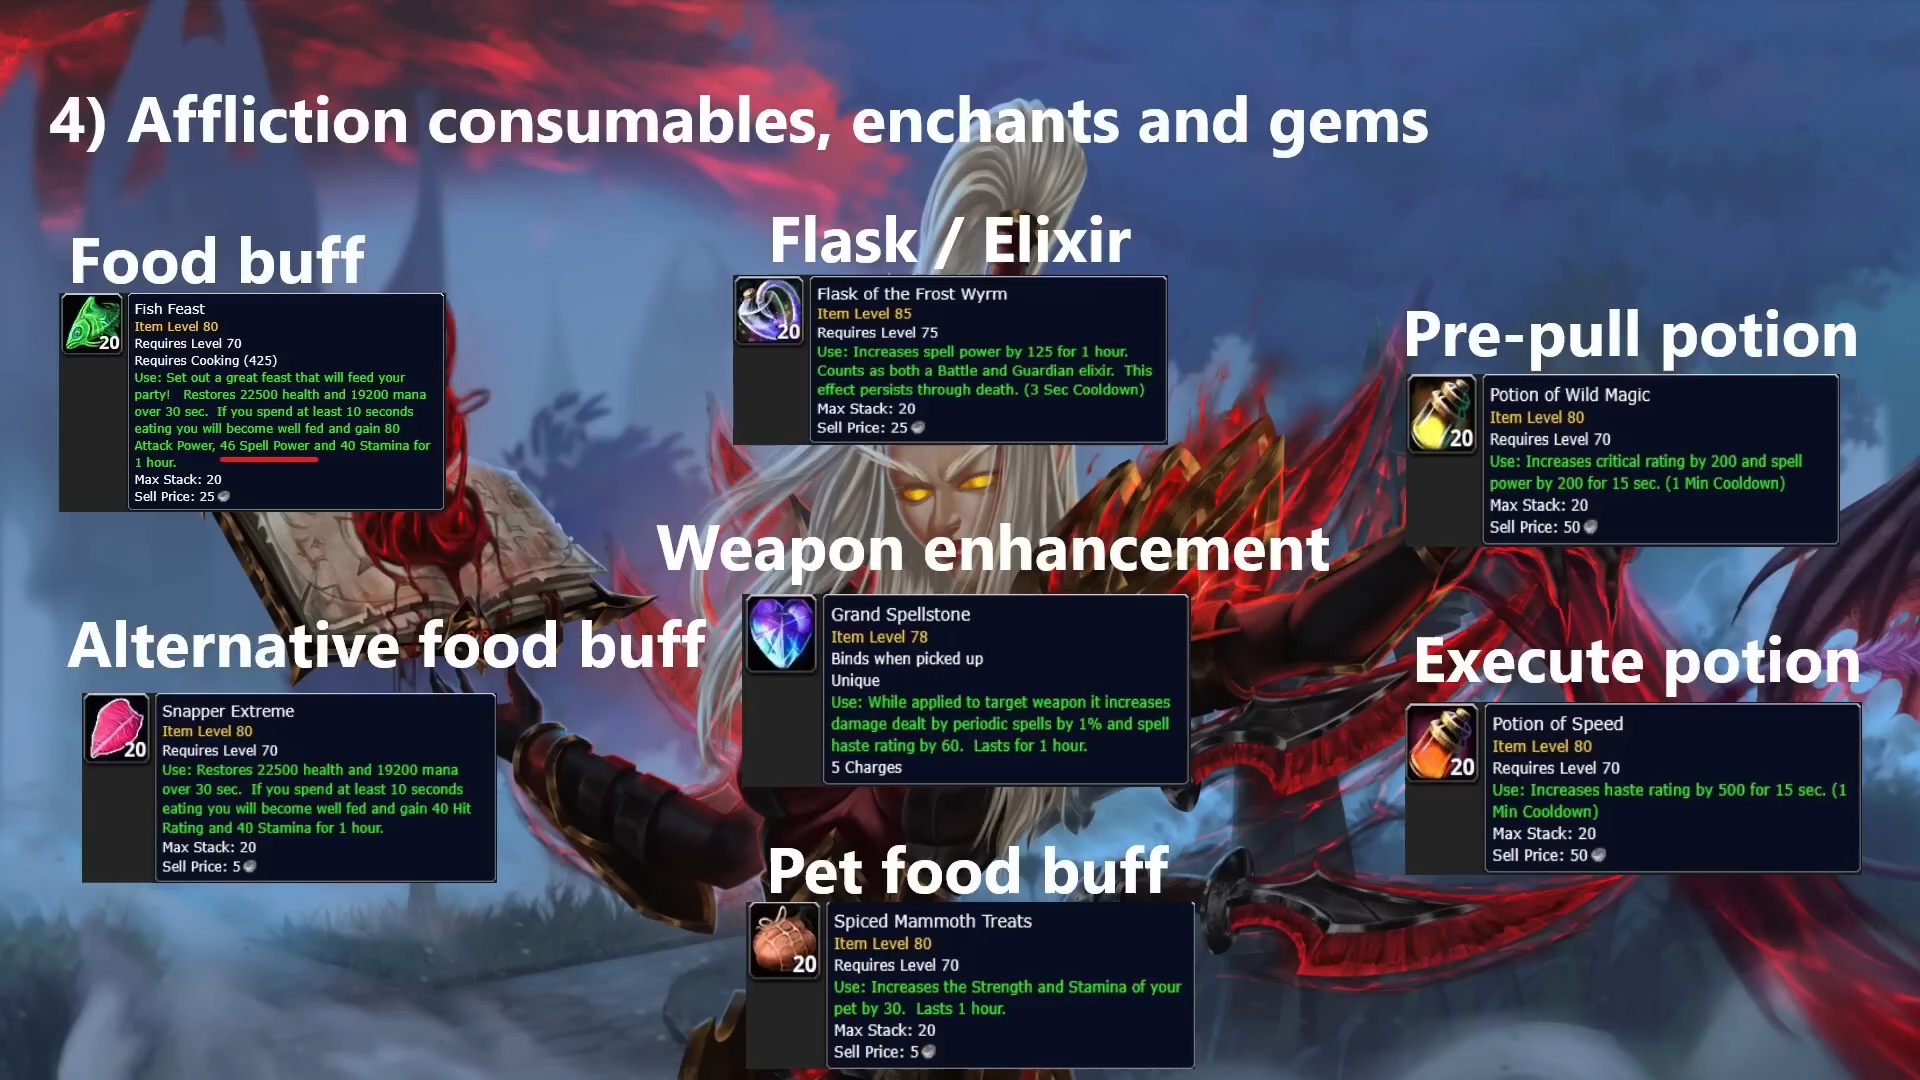 4) Affliction consumables, enchants and gems
Food buff
20
Fish Feast
Item Level 80
Requires Level 70
Requires Cooking (425)
Use: Set out a great feast that will feed your
party! Restores 22500 health and 19200 mana
over 30 sec. If you spend at least 10 seconds
eating you will become well fed and gain 80
Attack Power, 46 Spell Power and 40 Stamina for
1 hour.
Max Stack: 20
Sell Price: 25
Alternative food buff
20
Snapper Extreme
Item Level 80
Requires Level 70
Use: Restores 22500 health and 19200 mana
over 30 sec. If you spend at least 10 seconds
eating you will become well fed and gain 40 Hit
Rating and 40 Stamina for 1 hour.
Max Stack: 20
Sell Price: 5
Flask / Elixir
20
Flask of the Frost Wyrm
Item Level 85
Requires Level 75
Use: Increases spell power by 125 for 1 hour.
Counts as both a Battle and Guardian elixir. This
effect persists through death. (3 Sec Cooldown)
Max Stack: 20
Sell Price: 25
Weapon enhancement
Grand Spellstone
Item Level 78
Binds when picked up
Unique
Use: While applied to target weapon it increases
damage dealt by periodic spells by 1% and spell
haste rating by 60. Lasts for 1 hour.
5 Charges
Pet food buff
20
Spiced Mammoth Treats
Item Level 80
Requires Level 70
Use: Increases the Strength and Stamina of your
pet by 30. Lasts 1 hour.
Max Stack: 20
Sell Price: 5
Pre-pull potion
20
Potion of Wild Magic
Item Level 80
Requires Level 70
Use: Increases critical rating by 200 and spell
power by 200 for 15 sec. (1 Min Cooldown)
Max Stack: 20
Sell Price: 50
Execute potion
20
Potion of Speed
Item Level 80
Requires Level 70
Use: Increases haste rating by 500 for 15 sec. (1
Min Cooldown)
Max Stack: 20
Sell Price: 50